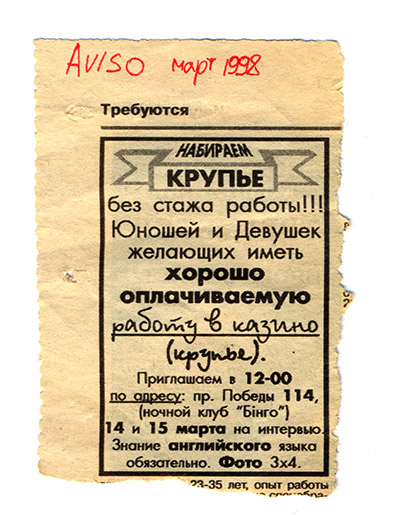 AVISO март 1998
Требуются
НАБИРАЕМ
КРУПЬЕ
без стажа работы!!!
Юношей и Девушек
желающих иметь
хорошо
оплачиваемую
работу в казино
(крупье).
Приглашаем в 12-00
по адресу: пр. Победы 114,
(ночной клуб "Бінго")
14 и 15 марта на интервью.
Знание английского языка
обязательно. Фото 3х4.
23-35 лет, опыт работы